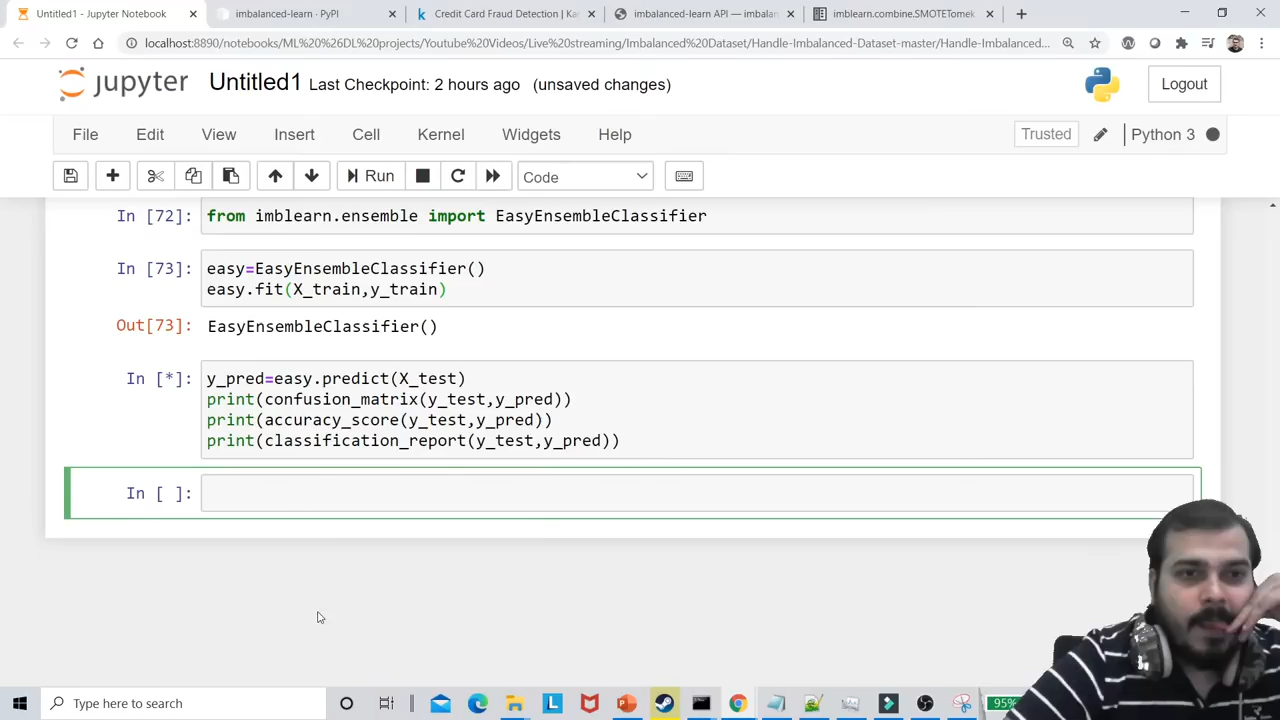 Untitled1 - Jupyter Notebook
imbalanced-learn · PyPI
Credit Card Fraud Detection | Ka
imbalanced-learn API — imbalan
imblearn.combine.SMOTETomek
localhost:8890/notebooks/ML%20%26%20DL%20projects/Youtube%20Videos/Live%20streaming/Imbalanced%20Dataset/Handle-Imbalanced-Dataset-master/Handle-Imbalanced...
jupyter Untitled1 Last Checkpoint: 2 hours ago (unsaved changes)
Logout
File Edit View Insert Cell Kernel Widgets Help
Trusted
Python 3
Run
Code
In [72]: from imblearn.ensemble import EasyEnsembleClassifier
In [73]: easy=EasyEnsembleClassifier()
easy.fit(X_train,y_train)
Out[73]: EasyEnsembleClassifier()
In [*]: y_pred=easy.predict(X_test)
print(confusion_matrix(y_test,y_pred))
print(accuracy_score(y_test,y_pred))
print(classification_report(y_test,y_pred))
In [ ]:
Type here to search
95%